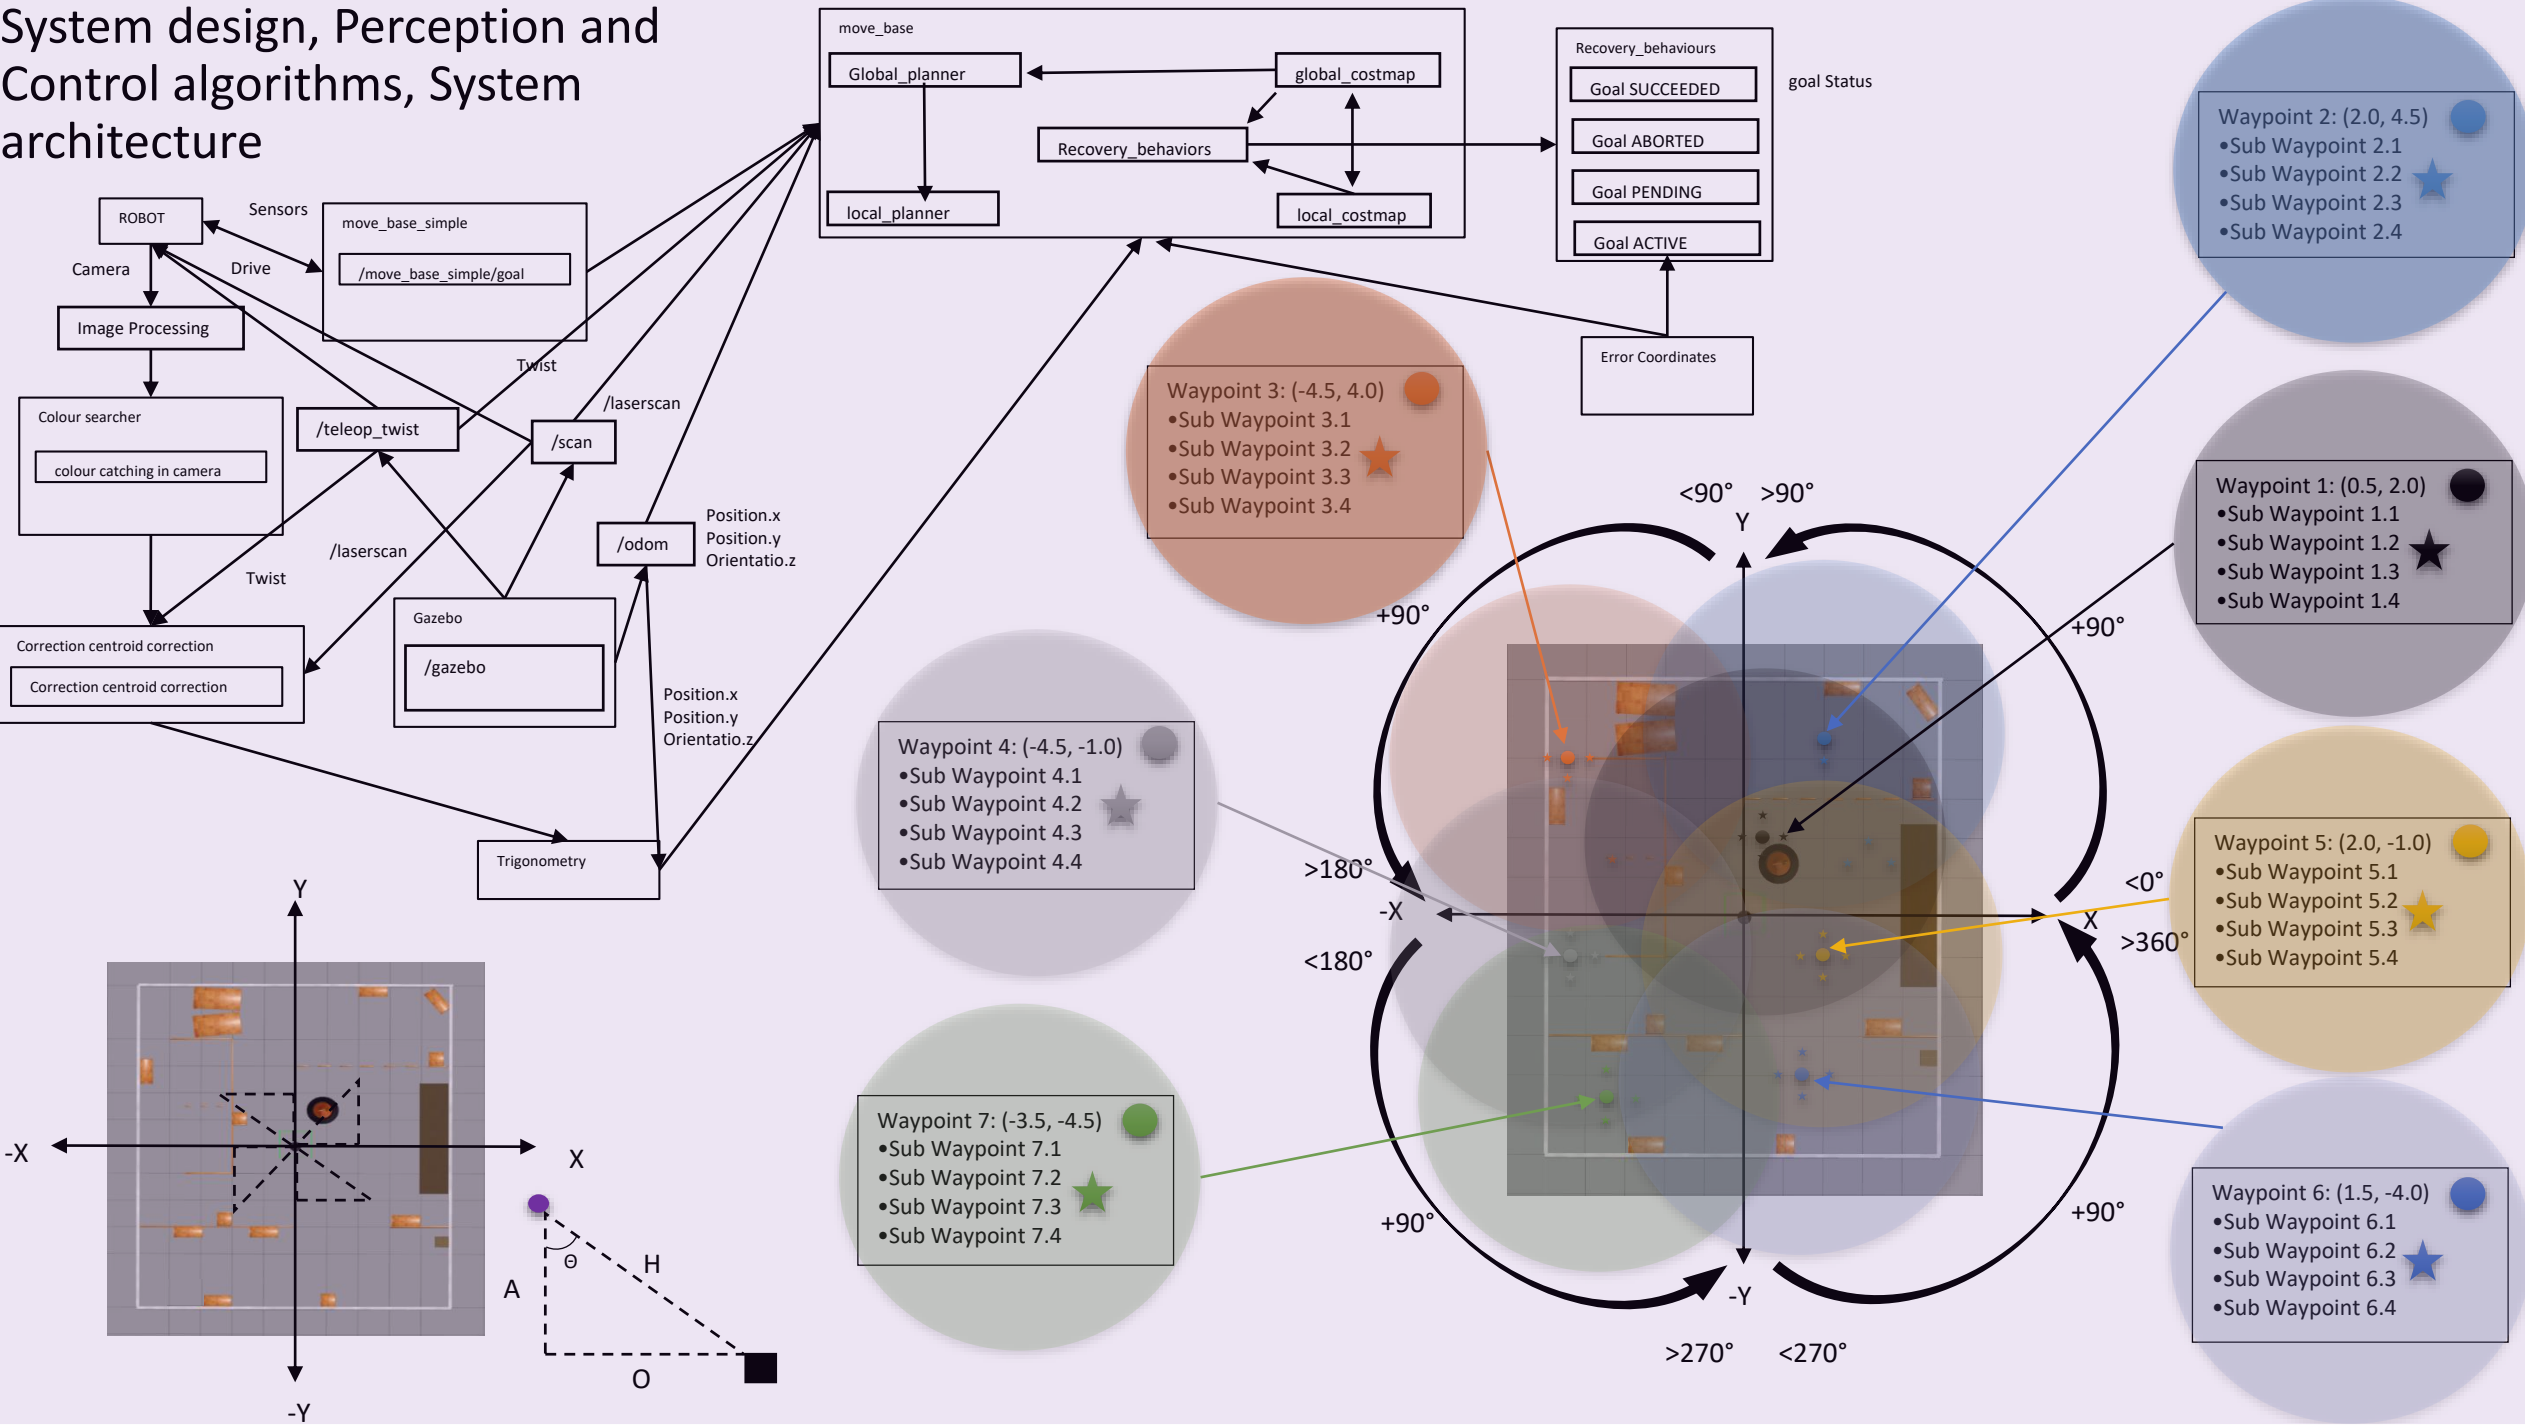 System design, Perception and
Control algorithms, System
architecture
move_base
Global_planner
global_costmap
Recovery_behaviors
local_planner
local_costmap
Recovery_behaviours
Goal SUCCEEDED
Goal ABORTED
Goal PENDING
Goal ACTIVE
goal Status
Error Coordinates
ROBOT
Sensors
Camera
Drive
move_base_simple
/move_base_simple/goal
Image Processing
Twist
Colour searcher
colour catching in camera
/teleop_twist
/scan
/laserscan
/odom
Position.x
Position.y
Orientatio.z
/laserscan
Twist
Correction centroid correction
Correction centroid correction
Gazebo
/gazebo
Position.x
Position.y
Orientatio.z
Trigonometry
Y
-X
X
-Y
Θ
H
A
O
Waypoint 2: (2.0, 4.5)
•Sub Waypoint 2.1
•Sub Waypoint 2.2
•Sub Waypoint 2.3
•Sub Waypoint 2.4
Waypoint 3: (-4.5, 4.0)
•Sub Waypoint 3.1
•Sub Waypoint 3.2
•Sub Waypoint 3.3
•Sub Waypoint 3.4
Waypoint 1: (0.5, 2.0)
•Sub Waypoint 1.1
•Sub Waypoint 1.2
•Sub Waypoint 1.3
•Sub Waypoint 1.4
Waypoint 4: (-4.5, -1.0)
•Sub Waypoint 4.1
•Sub Waypoint 4.2
•Sub Waypoint 4.3
•Sub Waypoint 4.4
Waypoint 5: (2.0, -1.0)
•Sub Waypoint 5.1
•Sub Waypoint 5.2
•Sub Waypoint 5.3
•Sub Waypoint 5.4
Waypoint 7: (-3.5, -4.5)
•Sub Waypoint 7.1
•Sub Waypoint 7.2
•Sub Waypoint 7.3
•Sub Waypoint 7.4
Waypoint 6: (1.5, -4.0)
•Sub Waypoint 6.1
•Sub Waypoint 6.2
•Sub Waypoint 6.3
•Sub Waypoint 6.4
<90° >90°
Y
+90°
+90°
>180°
-X
<180°
<0°
X
>360°
+90°
+90°
-Y
>270° <270°